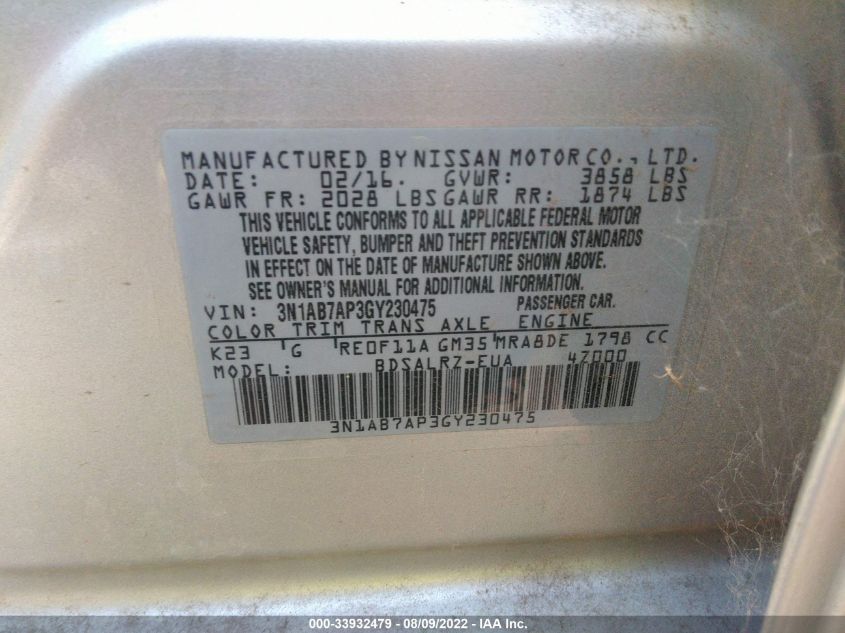 MANUFACTURED BY NISSAN MOTOR CO., LTD.
DATE: 02/16. GVWR: 3858 LBS
GAWR FR: 2028 LBS GAWR RR: 1874 LBS
THIS VEHICLE CONFORMS TO ALL APPLICABLE FEDERAL MOTOR
VEHICLE SAFETY, BUMPER AND THEFT PREVENTION STANDARDS
IN EFFECT ON THE DATE OF MANUFACTURE SHOWN ABOVE.
SEE OWNER'S MANUAL FOR ADDITIONAL INFORMATION.
VIN: 3N1AB7AP3GY230475 PASSENGER CAR.
COLOR TRIM TRANS AXLE ENGINE
K23 G RE0F11A GM35 MRA8DE 1798 CC
MODEL: BDSALRZ-EUA 4Z000
3N1AB7AP3GY230475
000-33932479 - 08/09/2022 - IAA Inc.